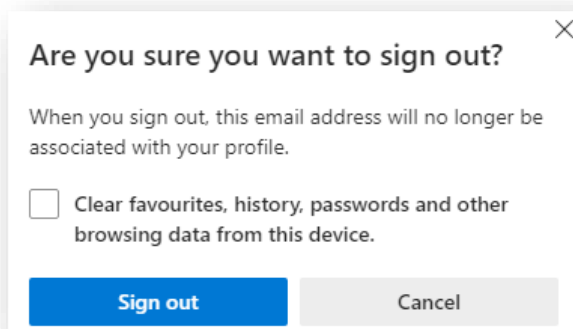 Are you sure you want to sign out?
When you sign out, this email address will no longer be
associated with your profile.
Clear favourites, history, passwords and other
browsing data from this device.
Sign out
Cancel